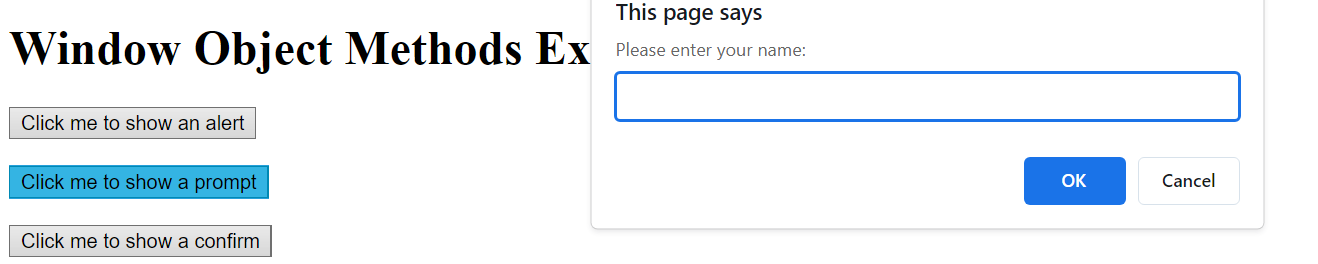 Window Object Methods Ex
Click me to show an alert
Click me to show a prompt
Click me to show a confirm
This page says
Please enter your name:
OK
Cancel